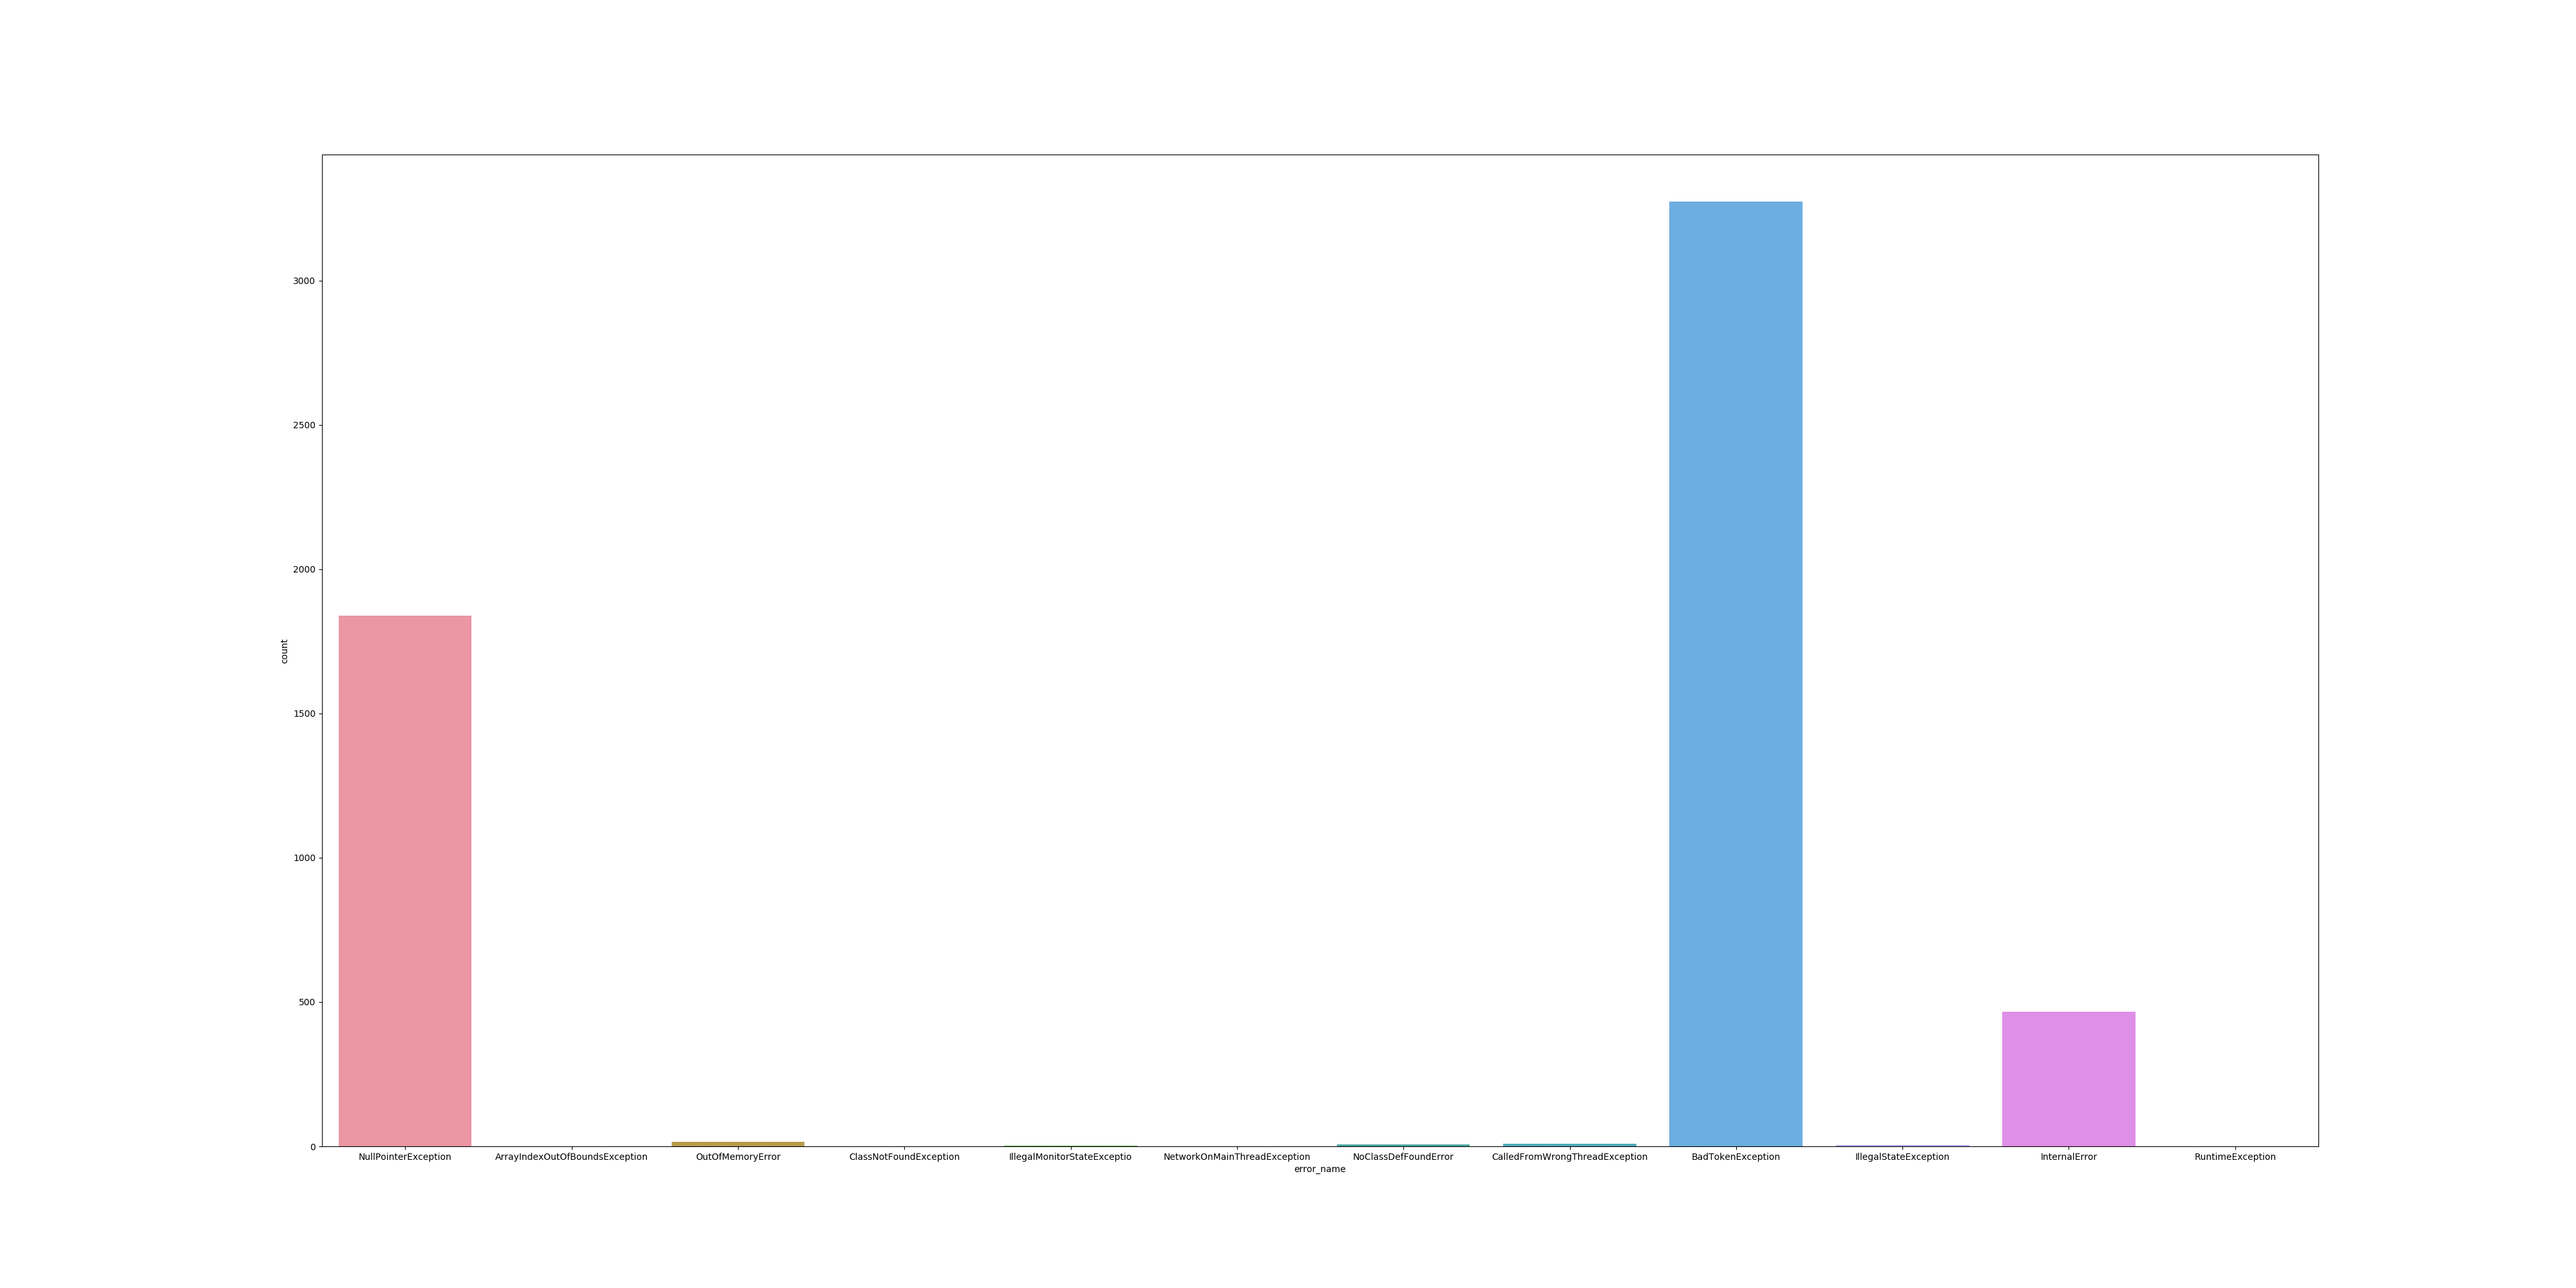 3000
2500
2000
1500
1000
500
0
count
NullPointerException ArrayIndexOutOfBoundsException OutOfMemoryError ClassNotFoundException IllegalMonitorStateExceptio NetworkOnMainThreadException NoClassDefFoundError CalledFromWrongThreadException BadTokenException IllegalStateException InternalError RuntimeException
error_name